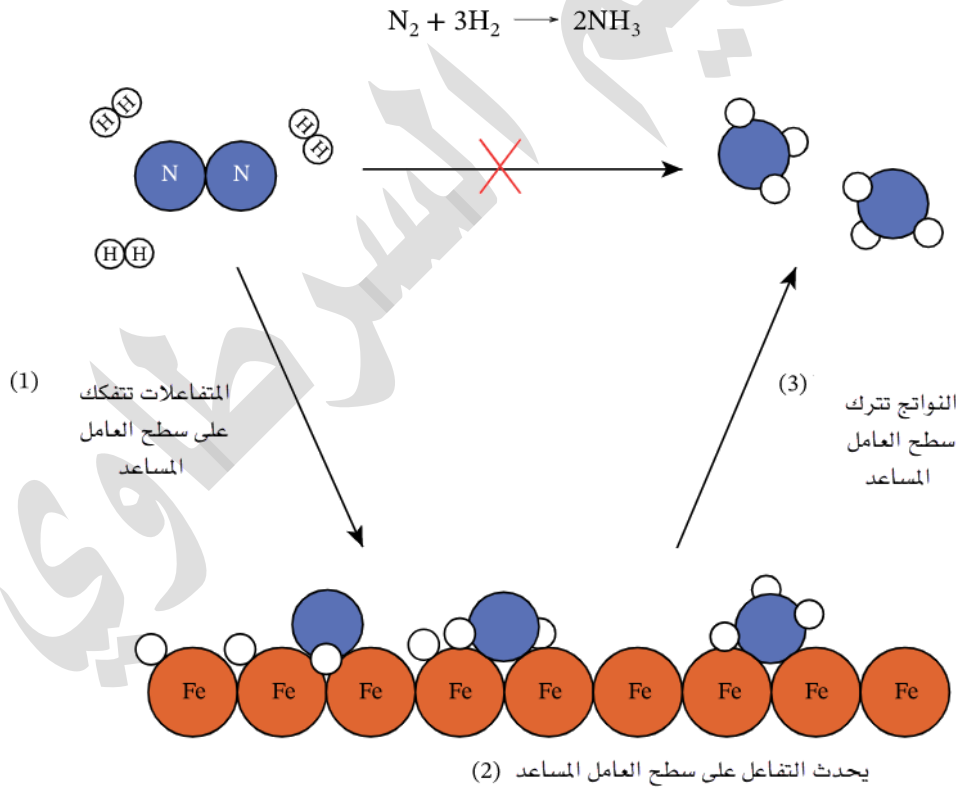 N₂ + 3H₂ ⟶ 2NH₃
H H
H H
N N
H H
(1)
المتفاعلات تتفكك
على سطح العامل
المساعد
(3)
النواتج تترك
سطح العامل
المساعد
Fe Fe Fe Fe Fe Fe Fe Fe Fe
(2) يحدث التفاعل على سطح العامل المساعد